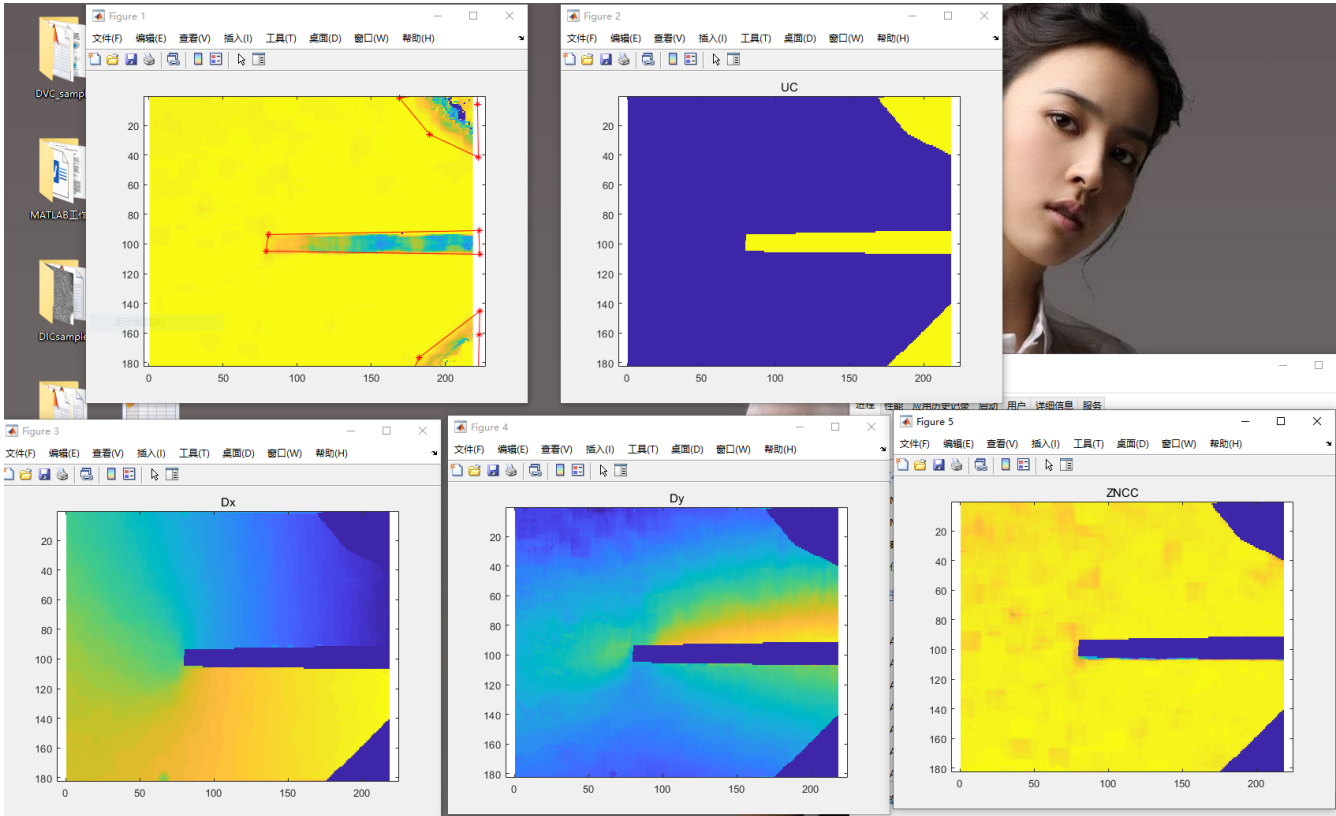 DVC_sampl
MATLAB工作
DICsample
Figure 1
文件(F) 编辑(E) 查看(V) 插入(I) 工具(T) 桌面(D) 窗口(W) 帮助(H)
20
40
60
80
100
120
140
160
180
0 50 100 150 200
Figure 2
文件(F) 编辑(E) 查看(V) 插入(I) 工具(T) 桌面(D) 窗口(W) 帮助(H)
UC
20
40
60
80
100
120
140
160
180
0 50 100 150 200
进程 性能 应用历史记录 启动 用户 详细信息 服务
Figure 3
文件(F) 编辑(E) 查看(V) 插入(I) 工具(T) 桌面(D) 窗口(W) 帮助(H)
Dx
20
40
60
80
100
120
140
160
180
0 50 100 150 200
Figure 4
文件(F) 编辑(E) 查看(V) 插入(I) 工具(T) 桌面(D) 窗口(W) 帮助(H)
Dy
20
40
60
80
100
120
140
160
180
0 50 100 150 200
Figure 5
文件(F) 编辑(E) 查看(V) 插入(I) 工具(T) 桌面(D) 窗口(W) 帮助(H)
ZNCC
20
40
60
80
100
120
140
160
180
0 50 100 150 200